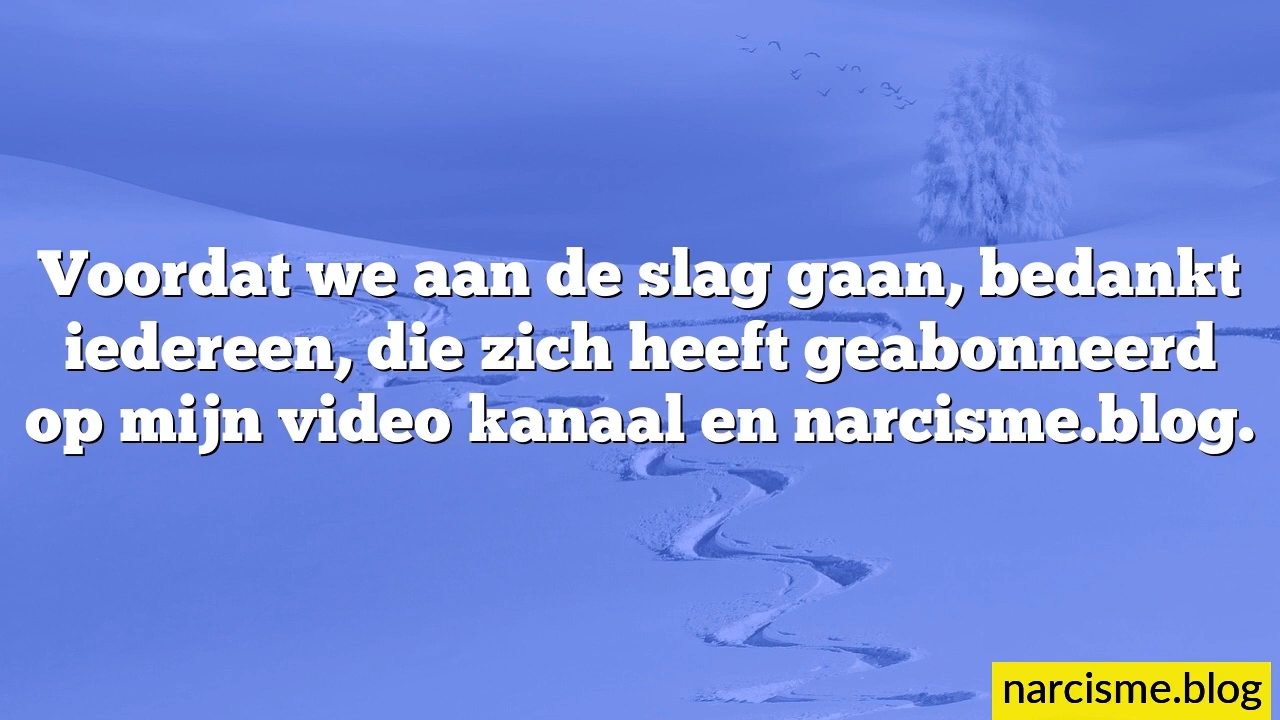 Voordat we aan de slag gaan, bedankt
iedereen, die zich heeft geabonneerd
op mijn video kanaal en narcisme.blog.
narcisme.blog